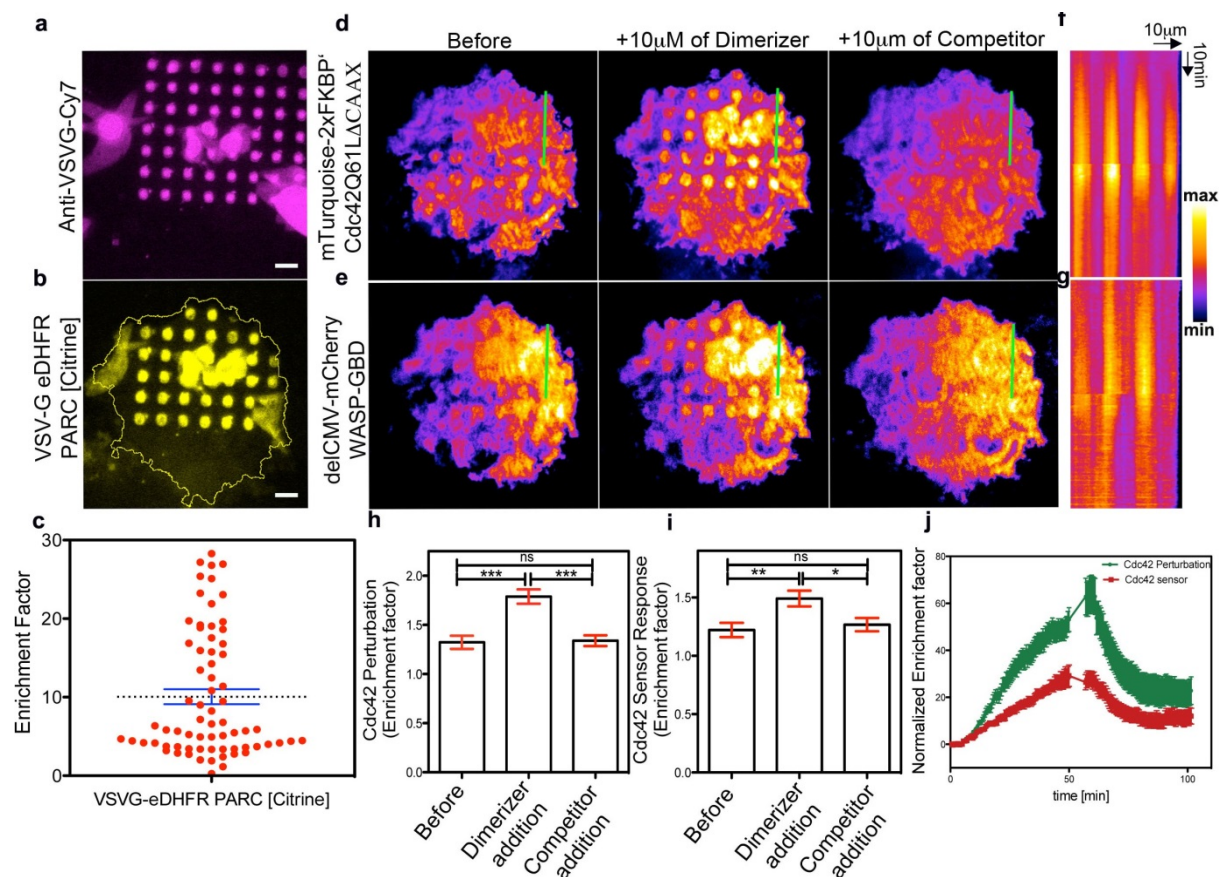 a
Anti-VSVG-Cy7
b
VSV-G eDHFR
PARC [Citrine]
c
Enrichment Factor
30
20
10
0
VSVG-eDHFR PARC [Citrine]
d
Before
+10μM of Dimerizer
+10μm of Competitor
mTurquoise-2xFKBP'
Cdc42Q61LΔCAAX
e
delCMV-mCherry
WASP-GBD
f
10μm
10min
max
min
g
h
Cdc42 Perturbation
(Enrichment factor)
2.0
1.5
1.0
0.5
0.0
ns
*** ***
Before
Dimerizer
addition
Competitor
addition
i
Cdc42 Sensor Response
(Enrichment factor)
1.5
1.0
0.5
0.0
ns
** *
Before
Dimerizer
addition
Competitor
addition
j
Normalized Enrichment factor
80
60
40
20
0
Cdc42 Perturbation
Cdc42 sensor
0 50 100
time [min]